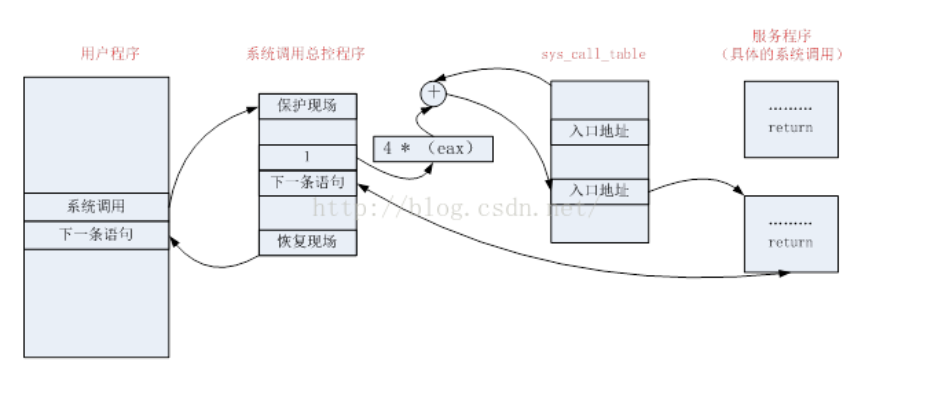 用户程序
系统调用总控程序
sys_call_table
服务程序
（具体的系统调用）
保护现场
1
下一条语句
恢复现场
系统调用
下一条语句
+
4 * （eax）
入口地址
入口地址
………
return
………
return
http://blog.csdn.net/